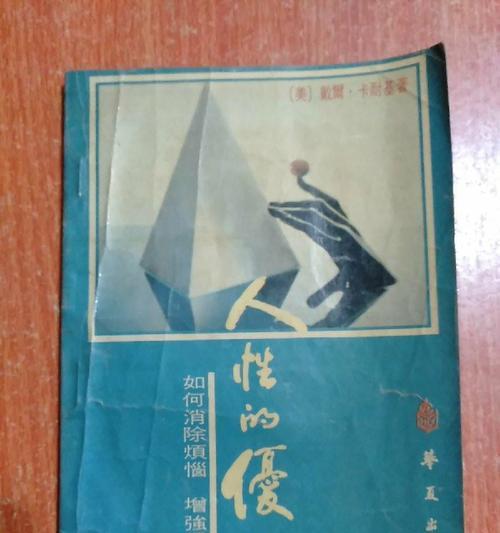 〔美〕戴爾·卡耐基著
人性的優
如何消除煩惱 增強
華夏出